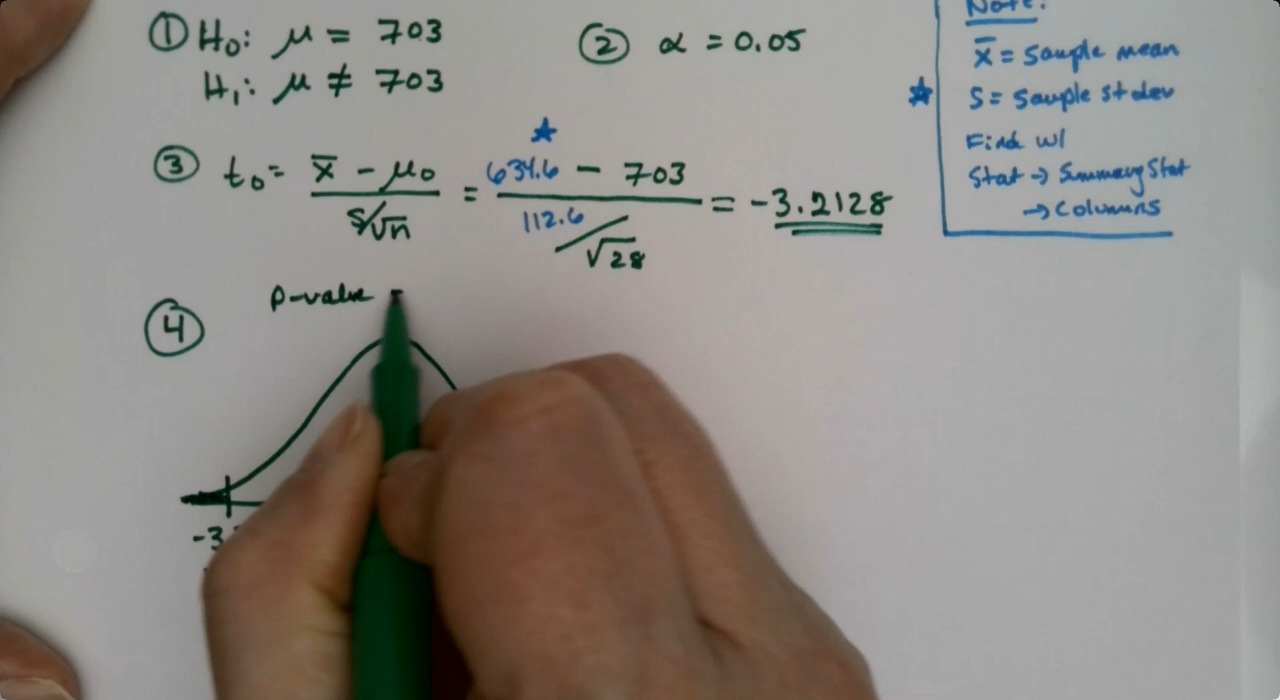 ① H₀: μ = 703
H₁: μ ≠ 703
② α = 0.05
Note:
x̄ = sample mean
★ S = sample st dev
Find w/
Stat → Summary Stat
→ Columns
★
③ t₀ = x̄ - μ₀ / s/√n = 634.6 - 703 / 112.6/√28 = -3.2128
④ p-value =
-3